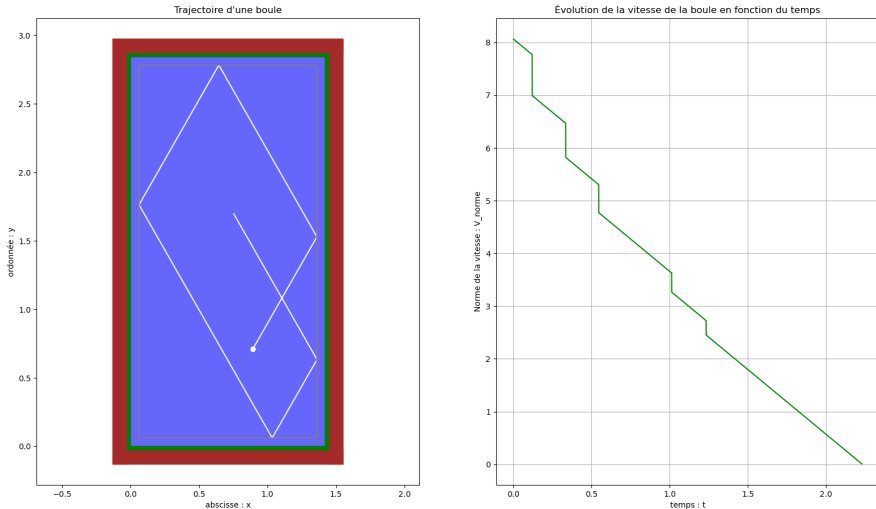 Trajectoire d'une boule
3.0
2.5
2.0
1.5
1.0
0.5
0.0
ordonnée : y
−0.5 0.0 0.5 1.0 1.5 2.0
abscisse : x
Évolution de la vitesse de la boule en fonction du temps
8
7
6
5
4
3
2
1
0
Norme de la vitesse : V_norme
0.0 0.5 1.0 1.5 2.0
temps : t